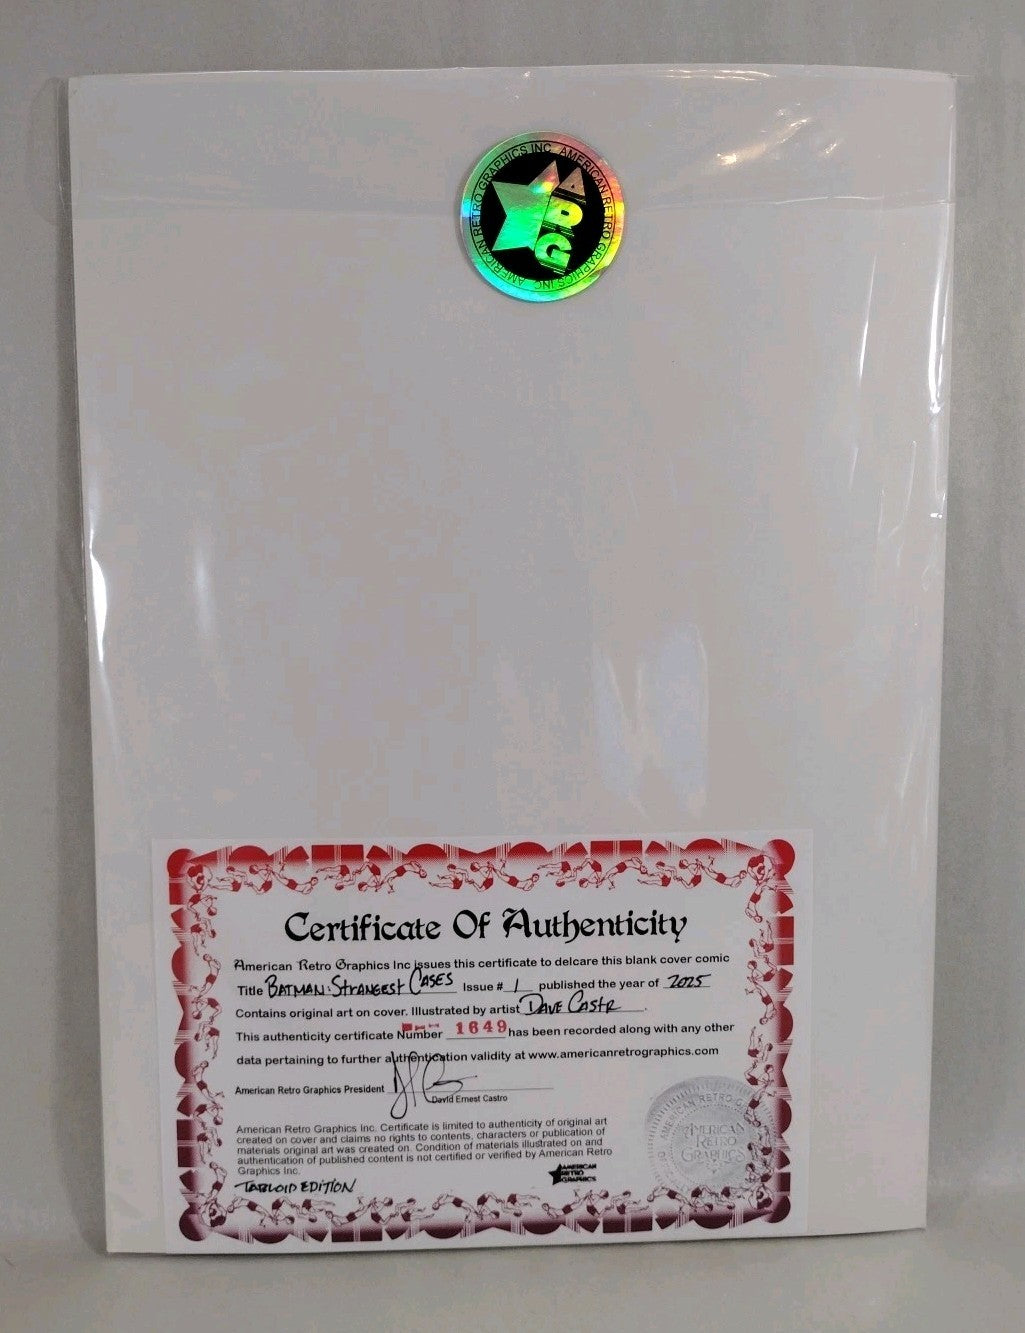 AMERICAN RETRO GRAPHICS INC. AMERICAN RETRO GRAPHICS INC.
ARG
Certificate Of Authenticity
American Retro Graphics Inc issues this certificate to delcare this blank cover comic
Title BATMAN: STRANGEST CASES Issue # 1 published the year of 2025
Contains original art on cover. Illustrated by artist DAVE CASTR.
This authenticity certificate Number 1649 has been recorded along with any other
data pertaining to further authentication validity at www.americanretrographics.com
American Retro Graphics President
David Ernest Castro
American Retro Graphics Inc. Certificate is limited to authenticity of original art
created on cover and claims no rights to contents, characters or publication of
materials original art was created on. Condition of materials illustrated on and
authentication of published content is not certified or verified by American Retro
Graphics Inc.
TABLOID EDITION
AMERICAN
RETRO
GRAPHICS
AMERICAN
RETRO
GRAPHICS